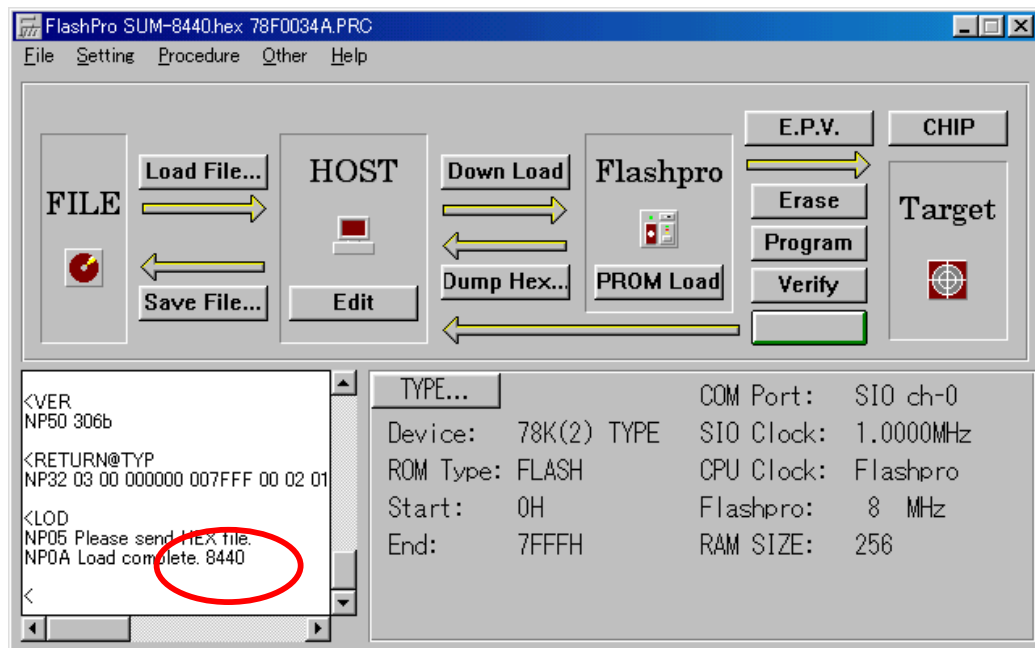 FlashPro SUM-8440.hex 78F0034A.PRC
File Setting Procedure Other Help
E.P.V. CHIP
Load File... HOST Down Load Flashpro
FILE Erase Target
Program
Save File... Edit Dump Hex... PROM Load Verify
<VER
NP50 306b
<RETURN@TYP
NP32 03 00 000000 007FFF 00 02 01
<LOD
NP05 Please send HEX file.
NP0A Load complete. 8440
<
TYPE... COM Port: SIO ch-0
Device: 78K(2) TYPE SIO Clock: 1.0000MHz
ROM Type: FLASH CPU Clock: Flashpro
Start: 0H Flashpro: 8 MHz
End: 7FFFH RAM SIZE: 256